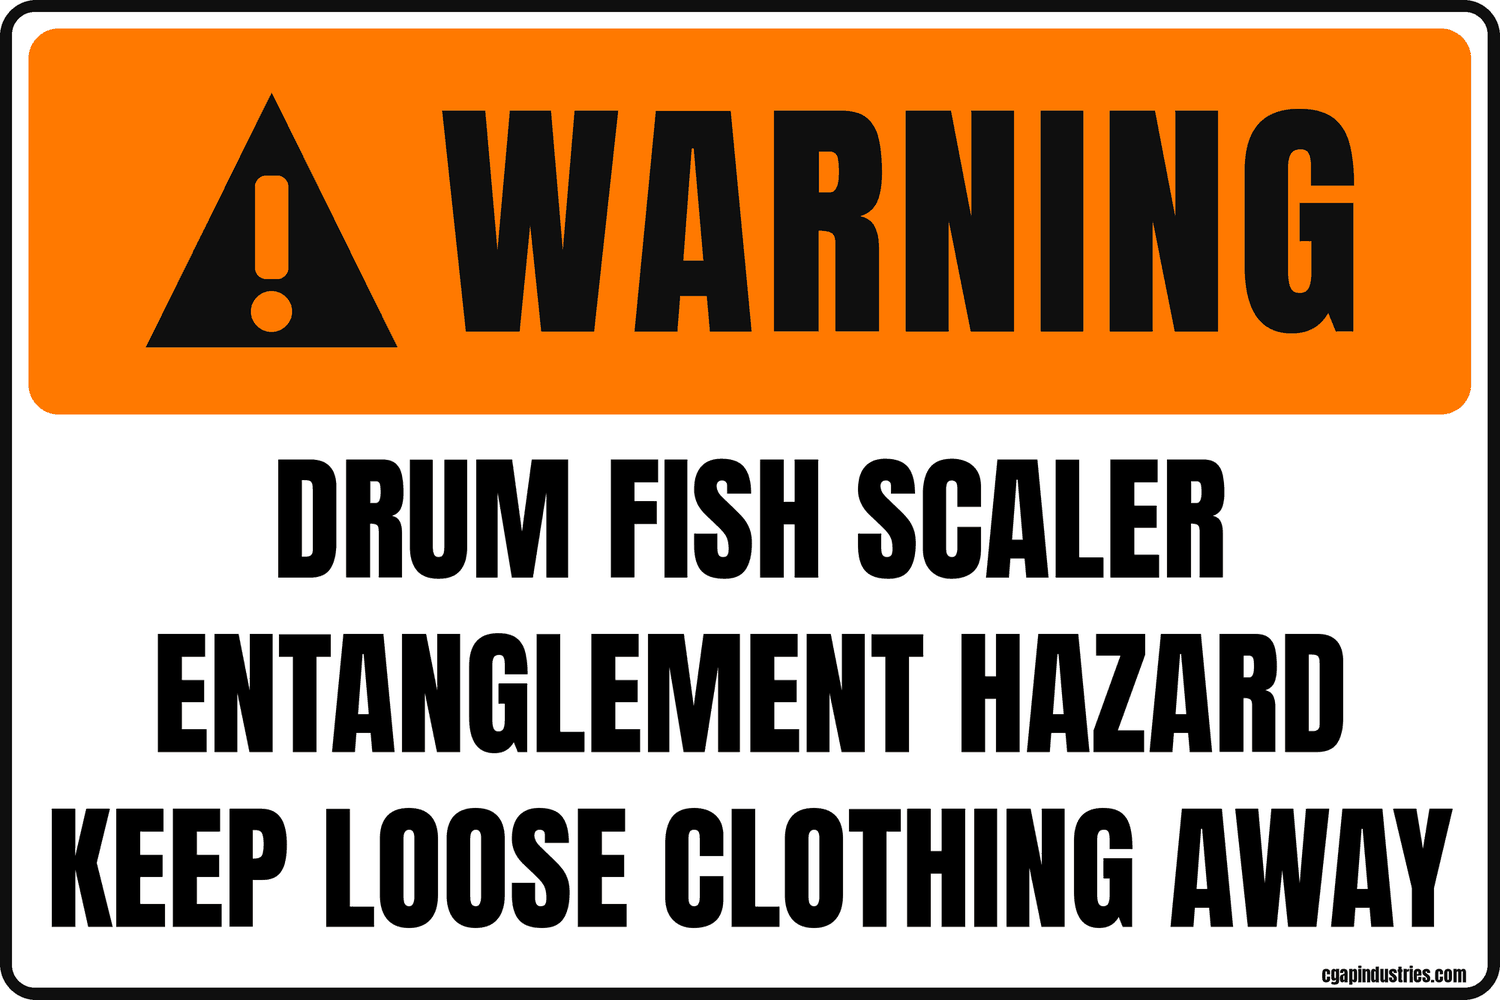 WARNING
DRUM FISH SCALER
ENTANGLEMENT HAZARD
KEEP LOOSE CLOTHING AWAY
cgapindustries.com